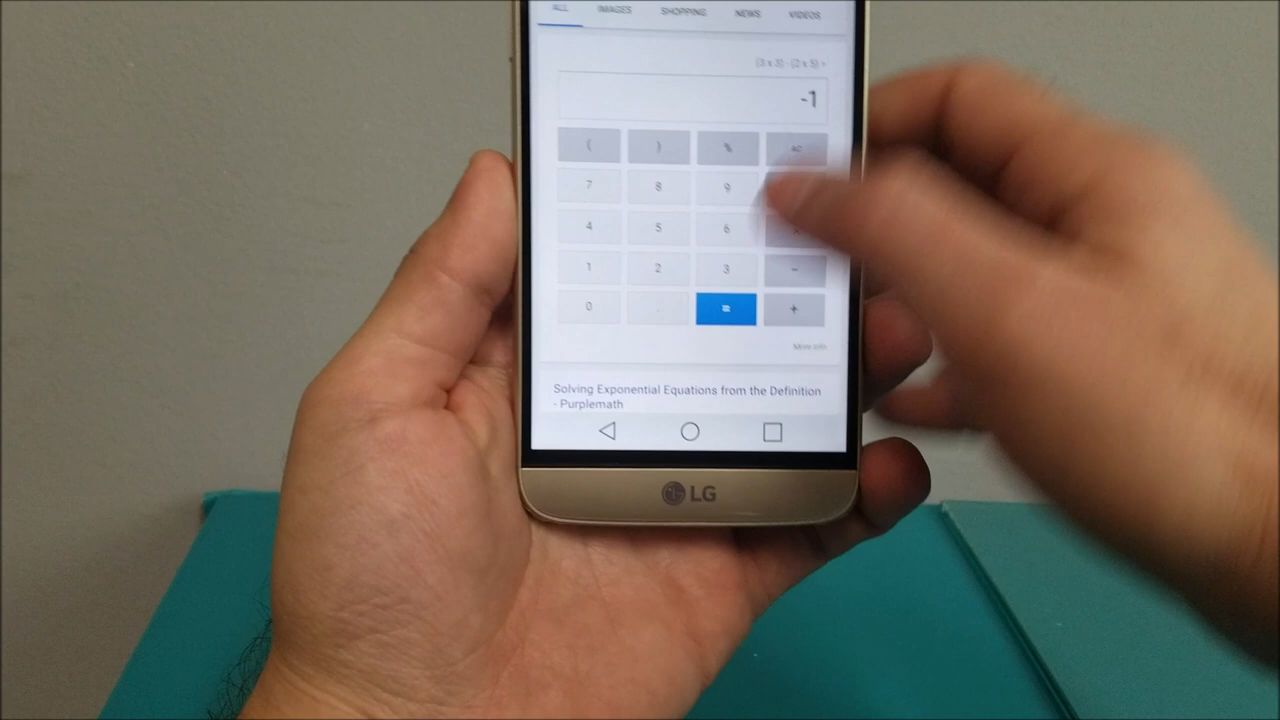 ALL IMAGES SHOPPING NEWS VIDEOS
(3 x 3) - (2 x 5) =
-1
( ) % AC
7 8 9
4 5 6 x
1 2 3 -
0 . = +
More info
Solving Exponential Equations from the Definition
- Purplemath
LG